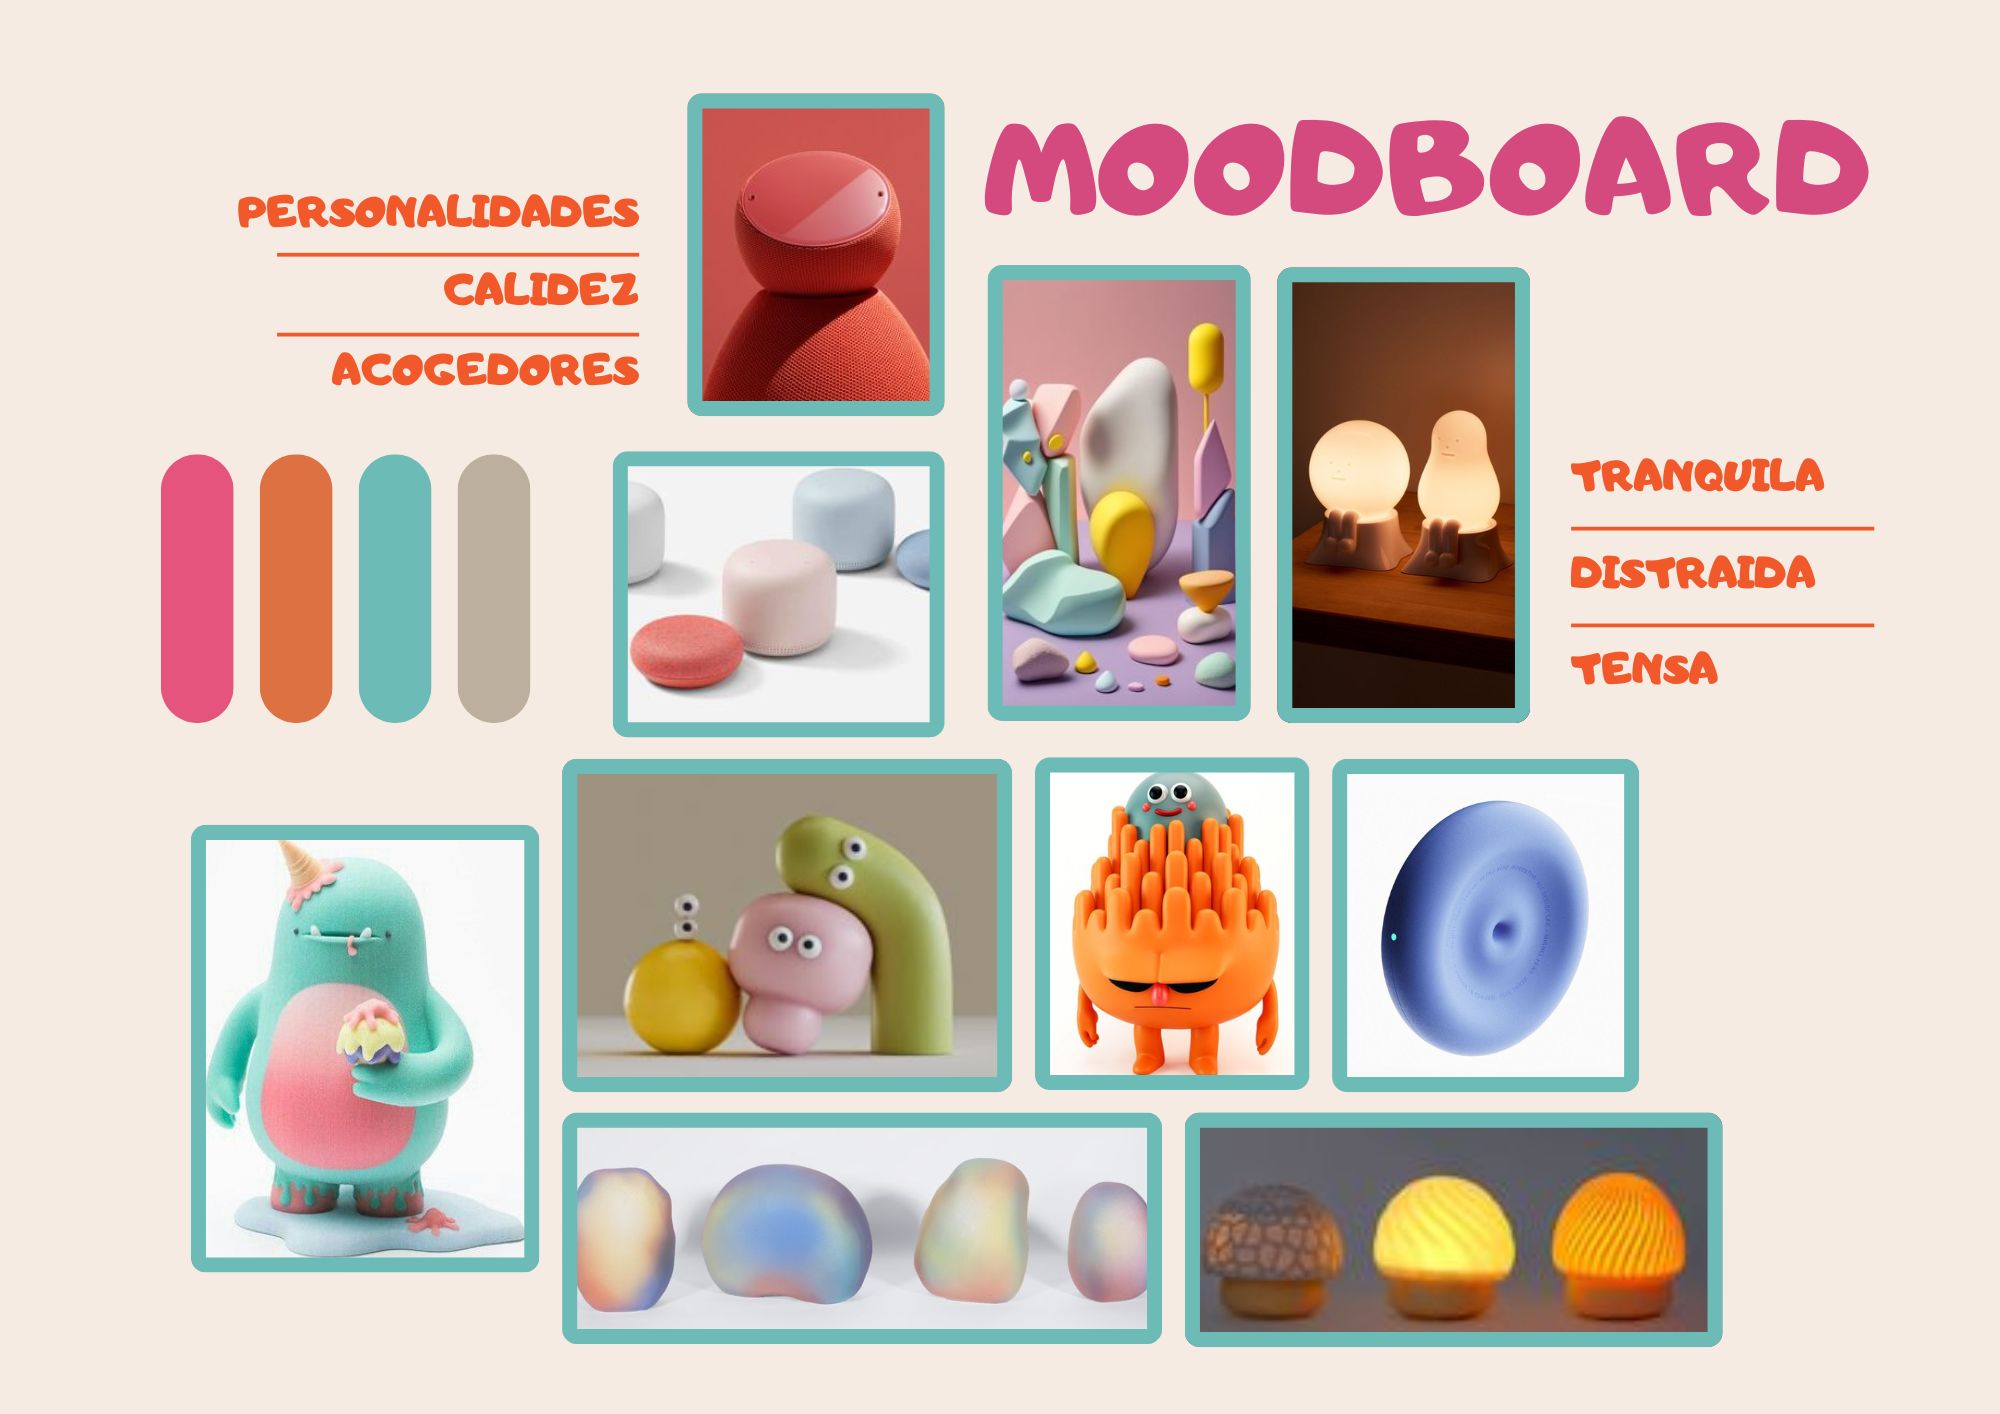 MOODBOARD
PERSONALIDADES
CALIDEZ
ACOGEDORES
TRANQUILA
DISTRAIDA
TENSA